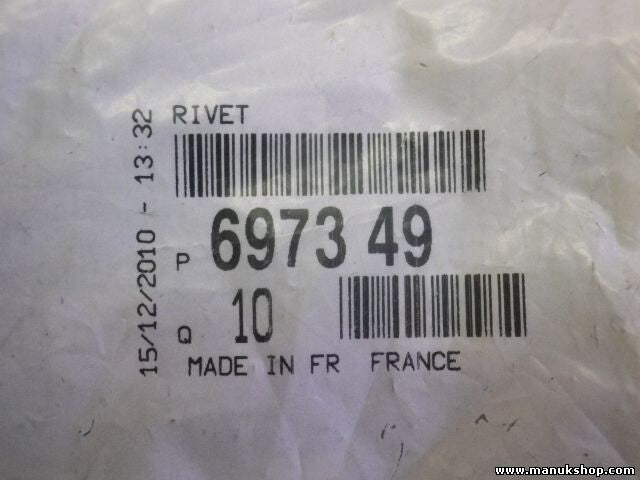 RIVET
P 6973 49
Q 10
MADE IN FR FRANCE
15/12/2010 - 13:32
www.manukshop.com